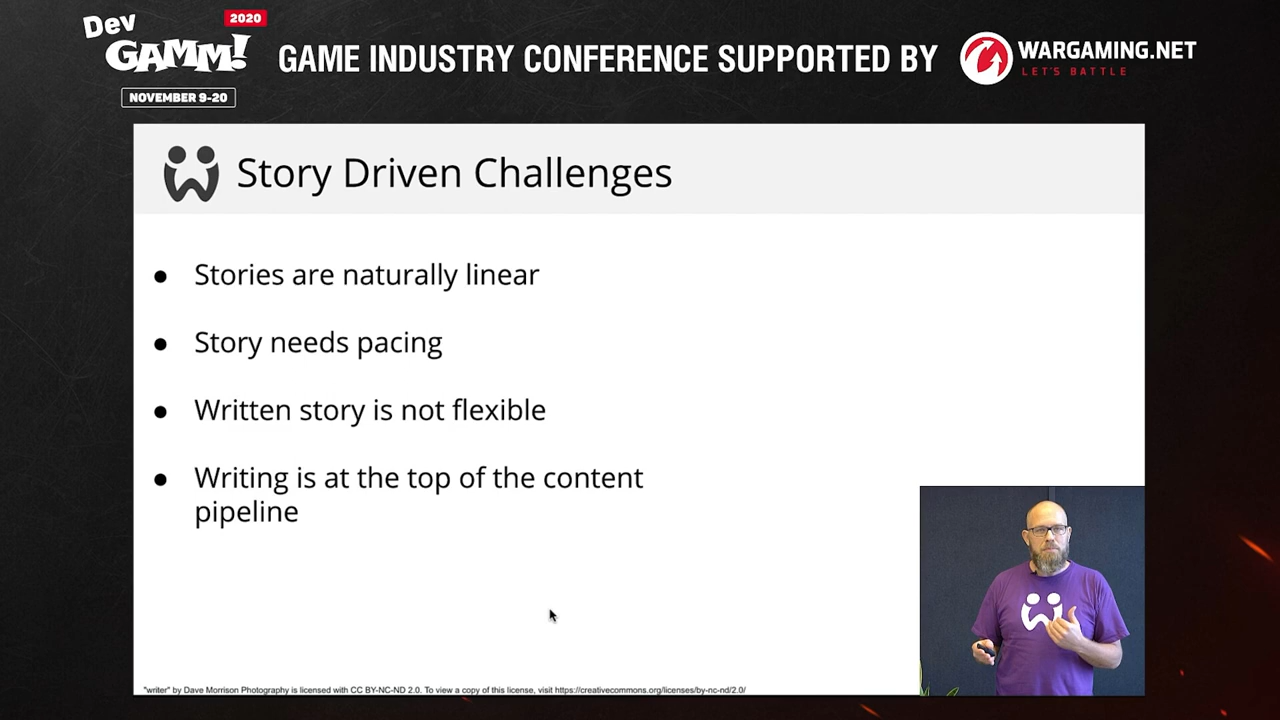 Dev
GAMM!
2020
NOVEMBER 9-20
GAME INDUSTRY CONFERENCE SUPPORTED BY
WARGAMING.NET
LET'S BATTLE
Story Driven Challenges
● Stories are naturally linear
● Story needs pacing
● Written story is not flexible
● Writing is at the top of the content
pipeline
"writer" by Dave Morrison Photography is licensed with CC BY-NC-ND 2.0. To view a copy of this license, visit https://creativecommons.org/licenses/by-nc-nd/2.0/